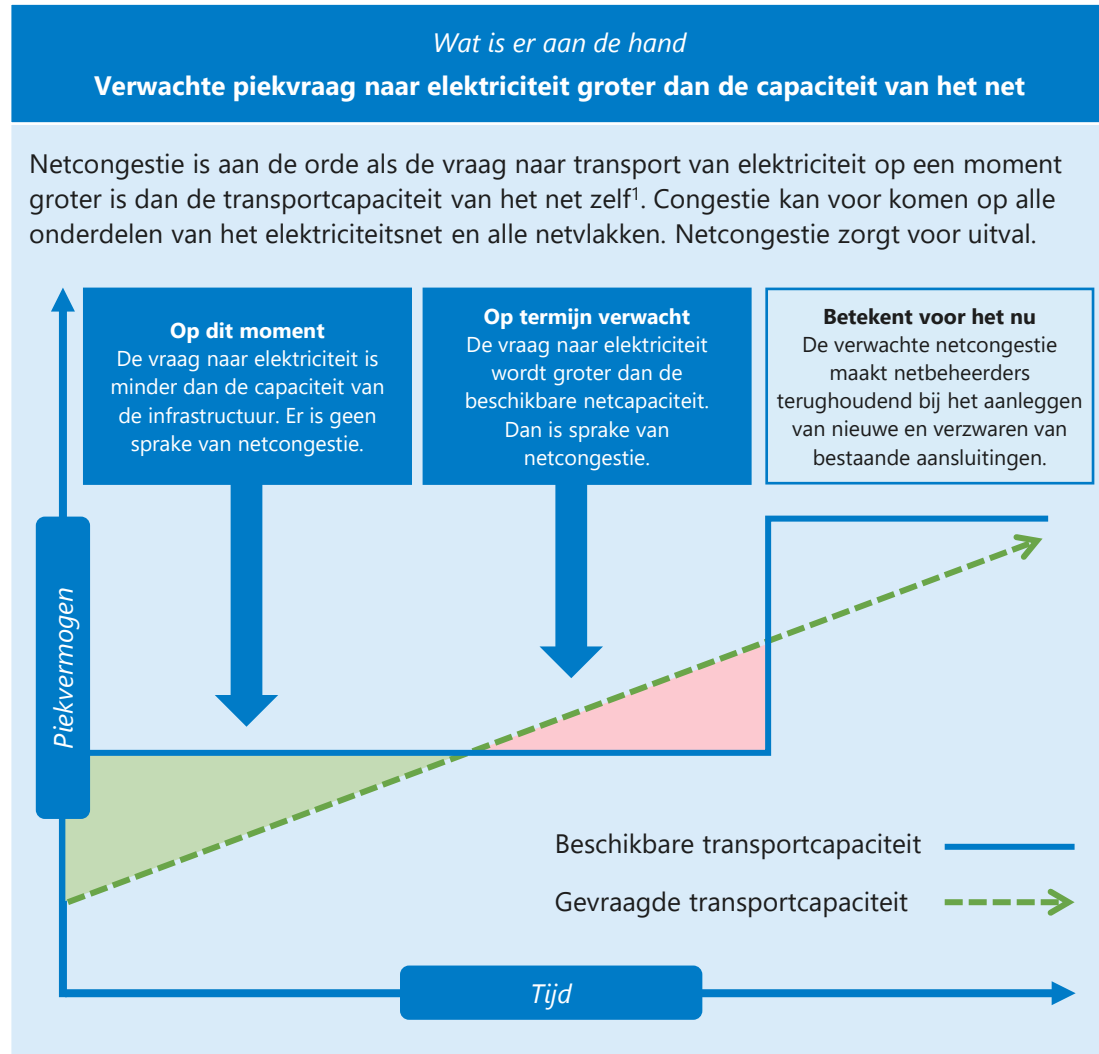 Wat is er aan de hand
Verwachte piekvraag naar elektriciteit groter dan de capaciteit van het net
Netcongestie is aan de orde als de vraag naar transport van elektriciteit op een moment
groter is dan de transportcapaciteit van het net zelf¹. Congestie kan voor komen op alle
onderdelen van het elektriciteitsnet en alle netvlakken. Netcongestie zorgt voor uitval.
Op dit moment
De vraag naar elektriciteit is
minder dan de capaciteit van
de infrastructuur. Er is geen
sprake van netcongestie.
Op termijn verwacht
De vraag naar elektriciteit
wordt groter dan de
beschikbare netcapaciteit.
Dan is sprake van
netcongestie.
Betekent voor het nu
De verwachte netcongestie
maakt netbeheerders
terughoudend bij het aanleggen
van nieuwe en verzwaren van
bestaande aansluitingen.
Piekvermogen
Beschikbare transportcapaciteit
Gevraagde transportcapaciteit
Tijd